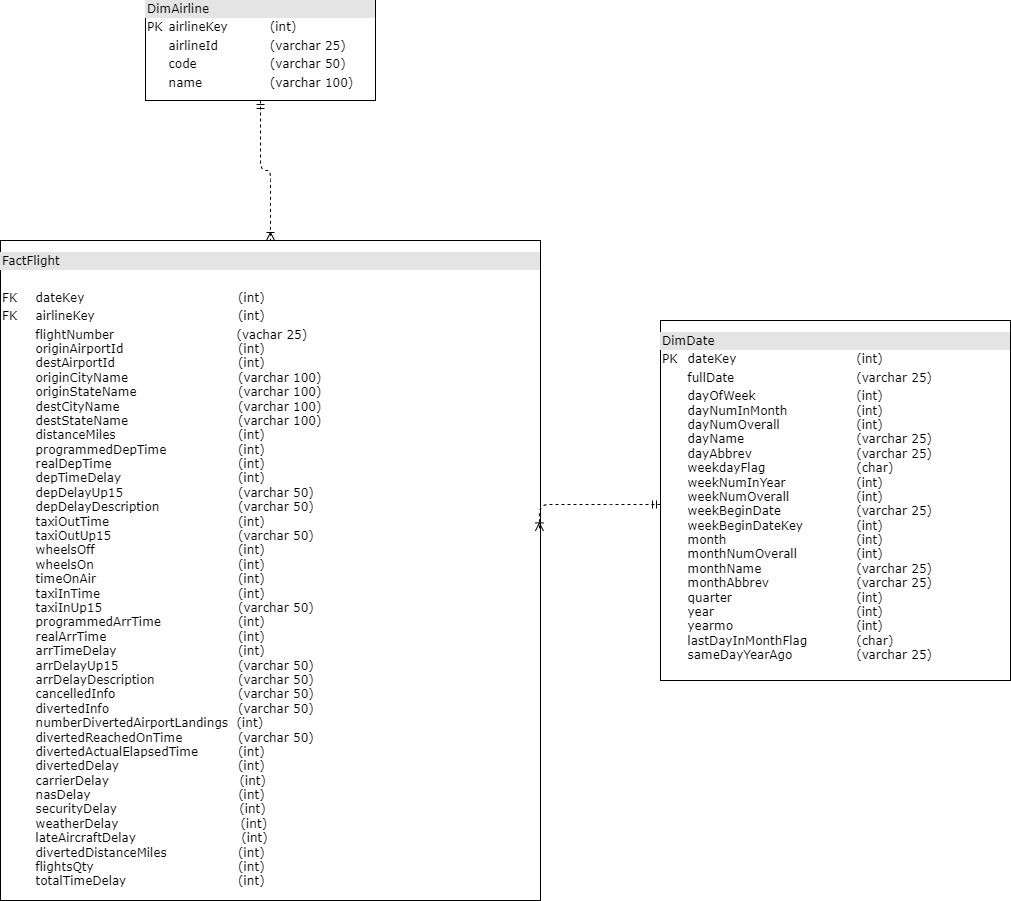 DimAirline
PK airlineKey (int)
airlineId (varchar 25)
code (varchar 50)
name (varchar 100)
FactFlight
FK dateKey (int)
FK airlineKey (int)
flightNumber (vachar 25)
originAirportId (int)
destAirportId (int)
originCityName (varchar 100)
originStateName (varchar 100)
destCityName (varchar 100)
destStateName (varchar 100)
distanceMiles (int)
programmedDepTime (int)
realDepTime (int)
depTimeDelay (int)
depDelayUp15 (varchar 50)
depDelayDescription (varchar 50)
taxiOutTime (int)
taxiOutUp15 (varchar 50)
wheelsOff (int)
wheelsOn (int)
timeOnAir (int)
taxiInTime (int)
taxiInUp15 (varchar 50)
programmedArrTime (int)
realArrTime (int)
arrTimeDelay (int)
arrDelayUp15 (varchar 50)
arrDelayDescription (varchar 50)
cancelledInfo (varchar 50)
divertedInfo (varchar 50)
numberDivertedAirportLandings (int)
divertedReachedOnTime (varchar 50)
divertedActualElapsedTime (int)
divertedDelay (int)
carrierDelay (int)
nasDelay (int)
securityDelay (int)
weatherDelay (int)
lateAircraftDelay (int)
divertedDistanceMiles (int)
flightsQty (int)
totalTimeDelay (int)
DimDate
PK dateKey (int)
fullDate (varchar 25)
dayOfWeek (int)
dayNumInMonth (int)
dayNumOverall (int)
dayName (varchar 25)
dayAbbrev (varchar 25)
weekdayFlag (char)
weekNumInYear (int)
weekNumOverall (int)
weekBeginDate (varchar 25)
weekBeginDateKey (int)
month (int)
monthNumOverall (int)
monthName (varchar 25)
monthAbbrev (varchar 25)
quarter (int)
year (int)
yearmo (int)
lastDayInMonthFlag (char)
sameDayYearAgo (varchar 25)